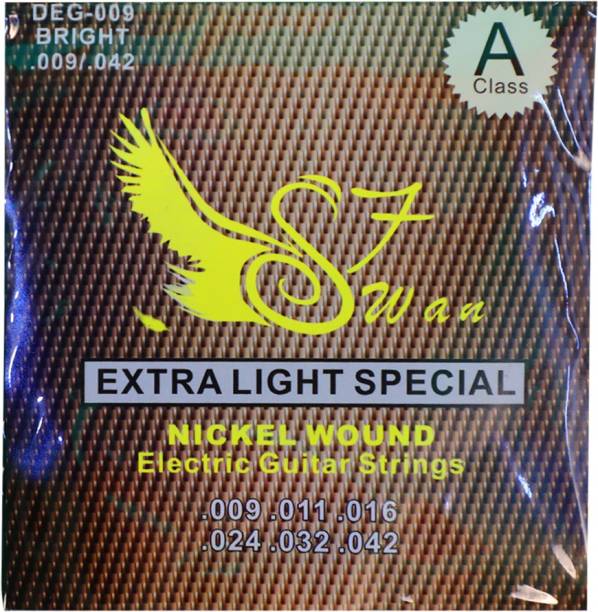 DEG-009
BRIGHT
.009/.042
A
Class
SF
Wan
EXTRA LIGHT SPECIAL
NICKEL WOUND
Electric Guitar Strings
.009 .011 .016
.024 .032 .042